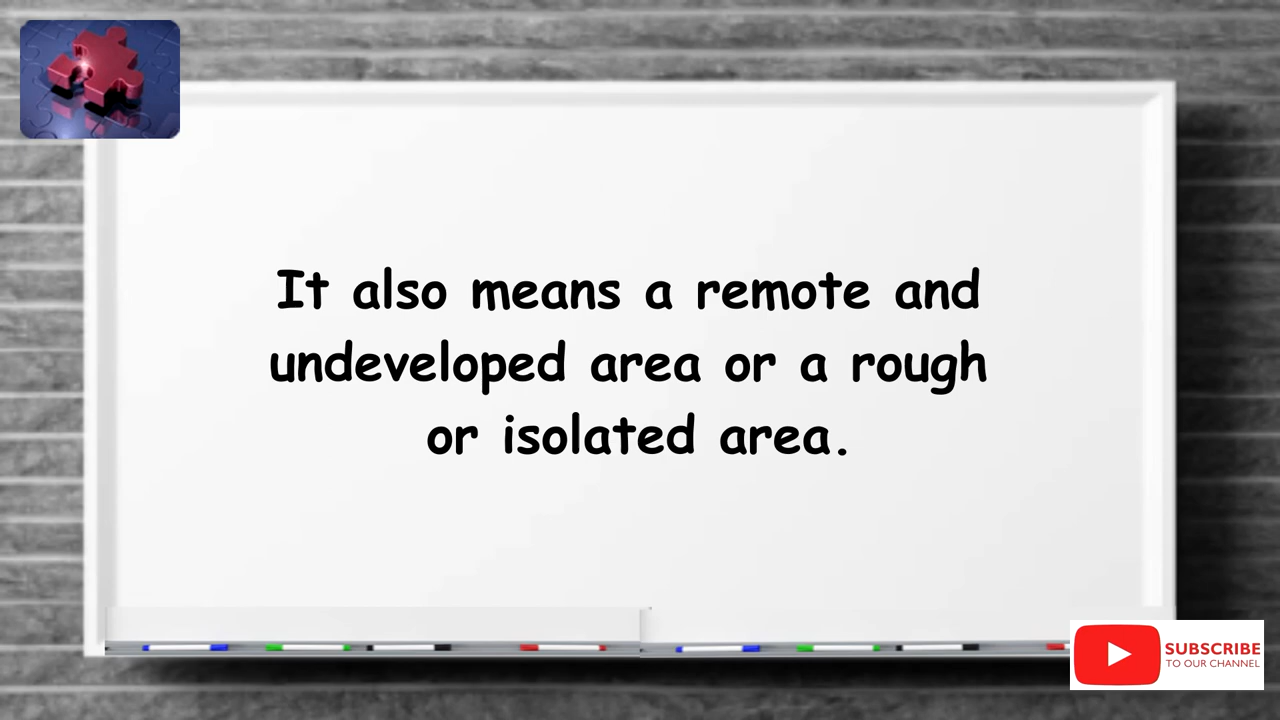 It also means a remote and
undeveloped area or a rough
or isolated area.
SUBSCRIBE
TO OUR CHANNEL